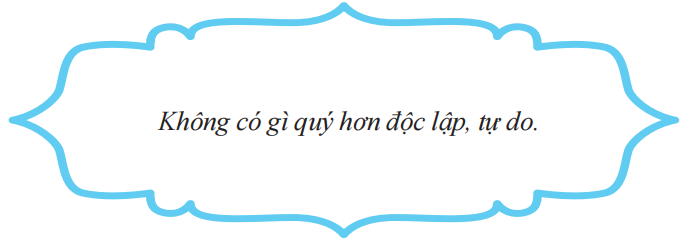 Không có gì quý hơn độc lập, tự do.